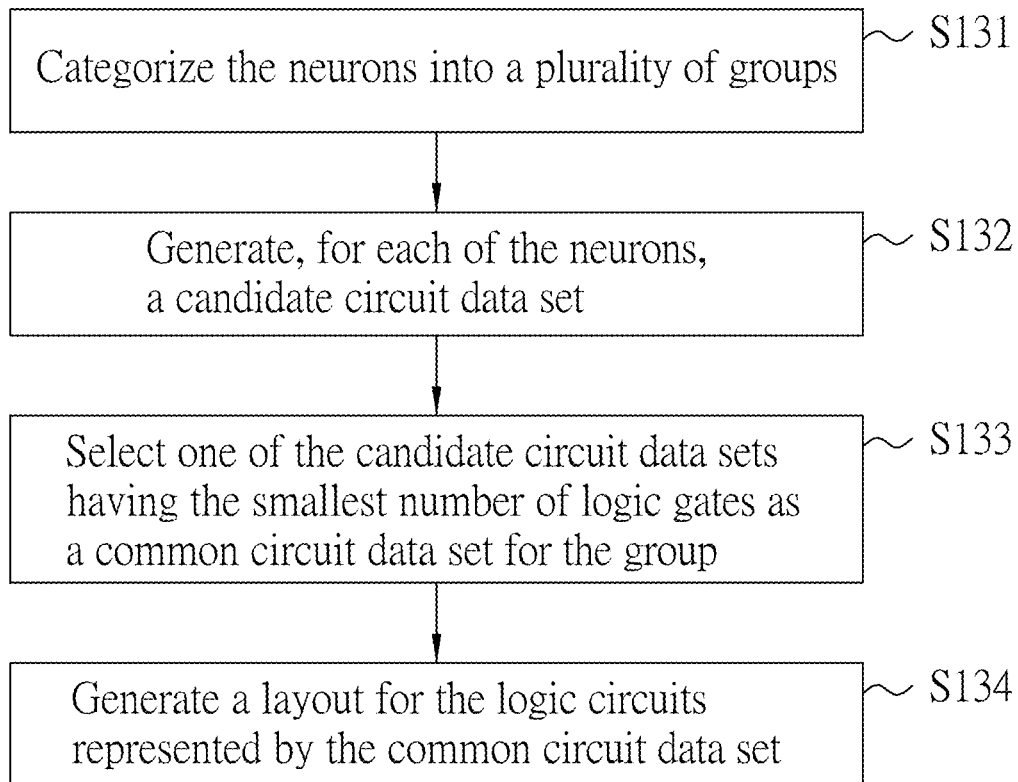 Categorize the neurons into a plurality of groups
S131
Generate, for each of the neurons,
a candidate circuit data set
S132
Select one of the candidate circuit data sets
having the smallest number of logic gates as
a common circuit data set for the group
S133
Generate a layout for the logic circuits
represented by the common circuit data set
S134